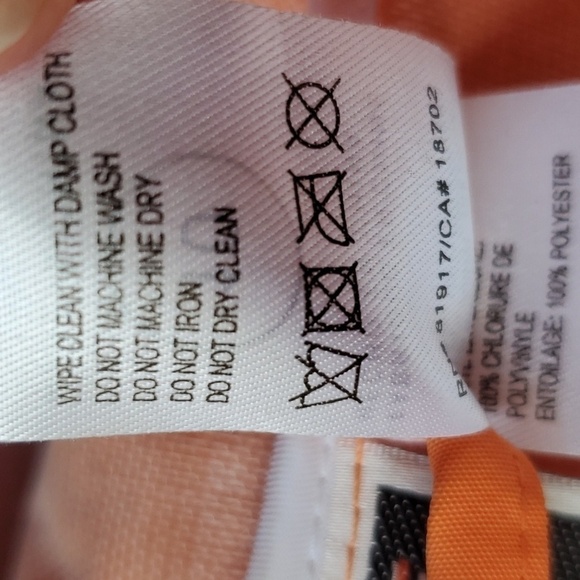 WIPE CLEAN WITH DAMP CLOTH
DO NOT MACHINE WASH
DO NOT MACHINE DRY
DO NOT IRON
DO NOT DRY CLEAN
81917/CA# 18702
100% CHLORURE DE
POLYVINYLE
ENTOILAGE: 100% POLYESTER